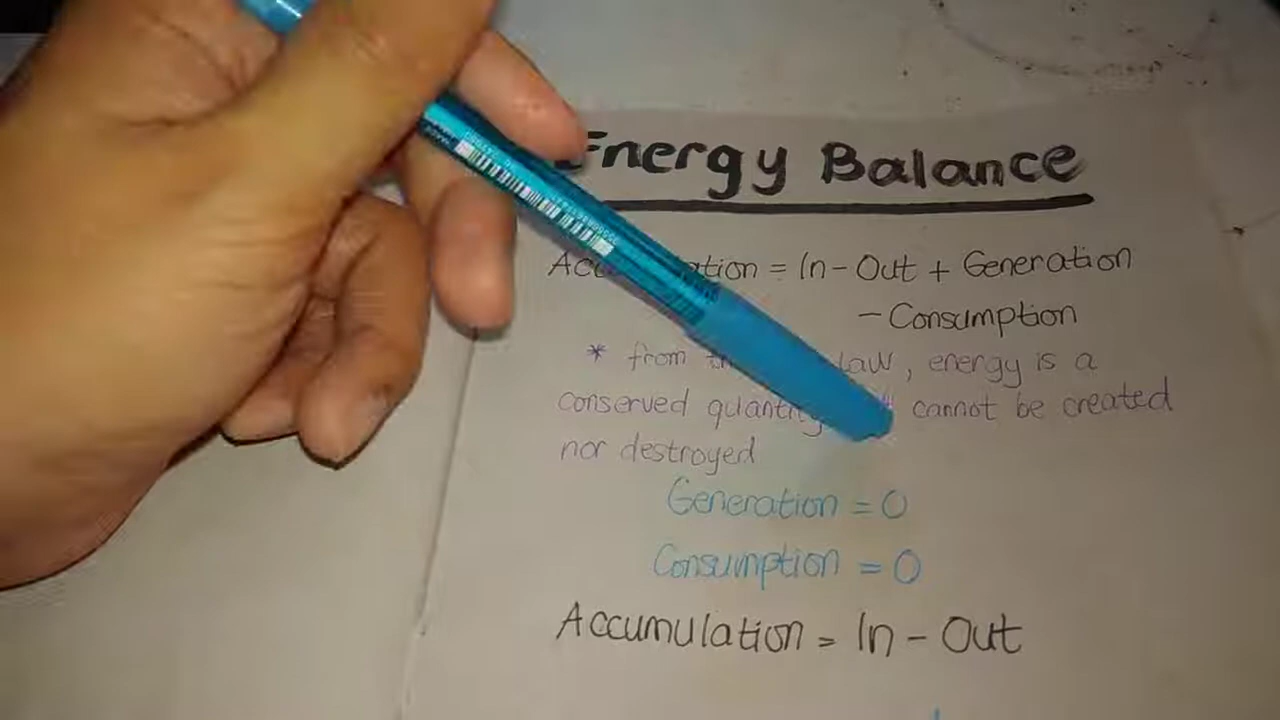 Energy Balance
= In - Out + Generation
- Consumption
* from law, energy is a
conserved quantity cannot be created
nor destroyed
Generation = 0
Consumption = 0
Accumulation = In - Out